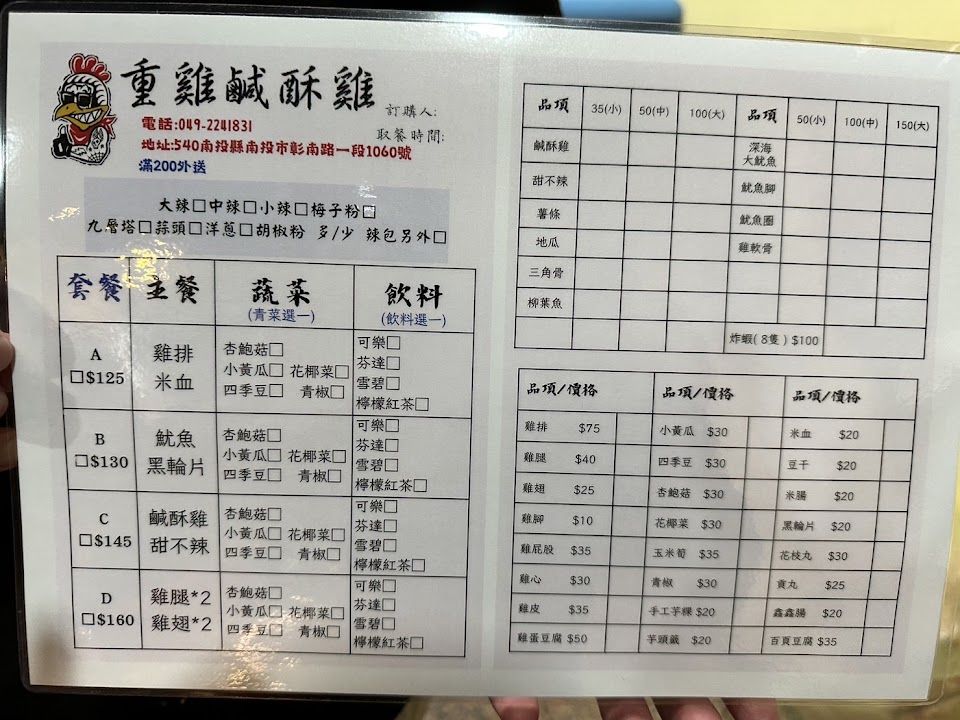 重雞鹹酥雞
訂購人:
電話:049-2241831
取餐時間:
地址:540南投縣南投市彰南路一段1060號
滿200外送
大辣□中辣□小辣□梅子粉□
九層塔□蒜頭□洋蔥□胡椒粉 多/少 辣包另外□
套餐 主餐 蔬菜 飲料
(青菜選一) (飲料選一)
A
□$125
雞排
米血
杏鮑菇□
小黃瓜□ 花椰菜□
四季豆□ 青椒□
可樂□
芬達□
雪碧□
檸檬紅茶□
B
□$130
魷魚
黑輪片
杏鮑菇□
小黃瓜□ 花椰菜□
四季豆□ 青椒□
可樂□
芬達□
雪碧□
檸檬紅茶□
C
□$145
鹹酥雞
甜不辣
杏鮑菇□
小黃瓜□ 花椰菜□
四季豆□ 青椒□
可樂□
芬達□
雪碧□
檸檬紅茶□
D
□$160
雞腿*2
雞翅*2
杏鮑菇□
小黃瓜□ 花椰菜□
四季豆□ 青椒□
可樂□
芬達□
雪碧□
檸檬紅茶□
品項 35(小) 50(中) 100(大) 品項 50(小) 100(中) 150(大)
鹹酥雞 深海
大魷魚
甜不辣 魷魚腳
薯條 魷魚圈
地瓜 雞軟骨
三角骨
柳葉魚
炸蝦(8隻) $100
品項/價格 品項/價格 品項/價格
雞排 $75 小黃瓜 $30 米血 $20
雞腿 $40 四季豆 $30 豆干 $20
雞翅 $25 杏鮑菇 $30 米腸 $20
雞腳 $10 花椰菜 $30 黑輪片 $20
雞屁股 $35 玉米筍 $35 花枝丸 $30
雞心 $30 青椒 $30 貢丸 $25
雞皮 $35 手工芋粿 $20 鑫鑫腸 $20
雞蛋豆腐 $50 芋頭籤 $20 百頁豆腐 $35